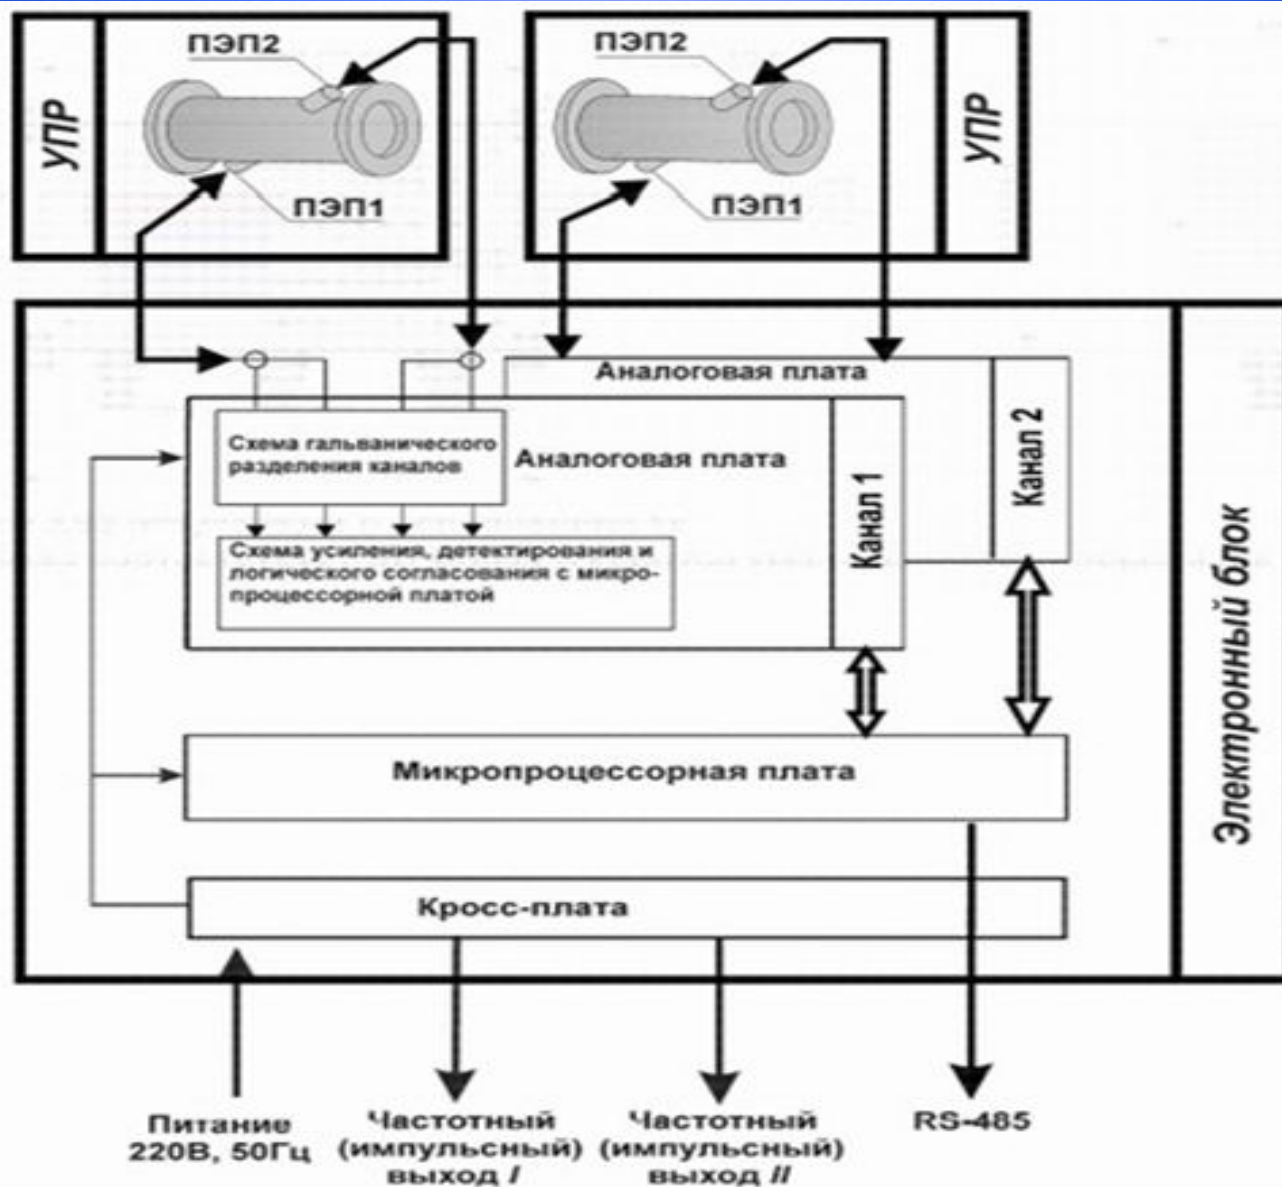 УПР
ПЭП2
ПЭП1
ПЭП2
ПЭП1
УПР
Аналоговая плата
Канал 2
Схема гальванического
разделения каналов
Аналоговая плата
Канал 1
Схема усиления, детектирования и
логического согласования с микро-
процессорной платой
Электронный блок
Микропроцессорная плата
Кросс-плата
Питание
220В, 50Гц
Частотный
(импульсный)
выход I
Частотный
(импульсный)
выход II
RS-485